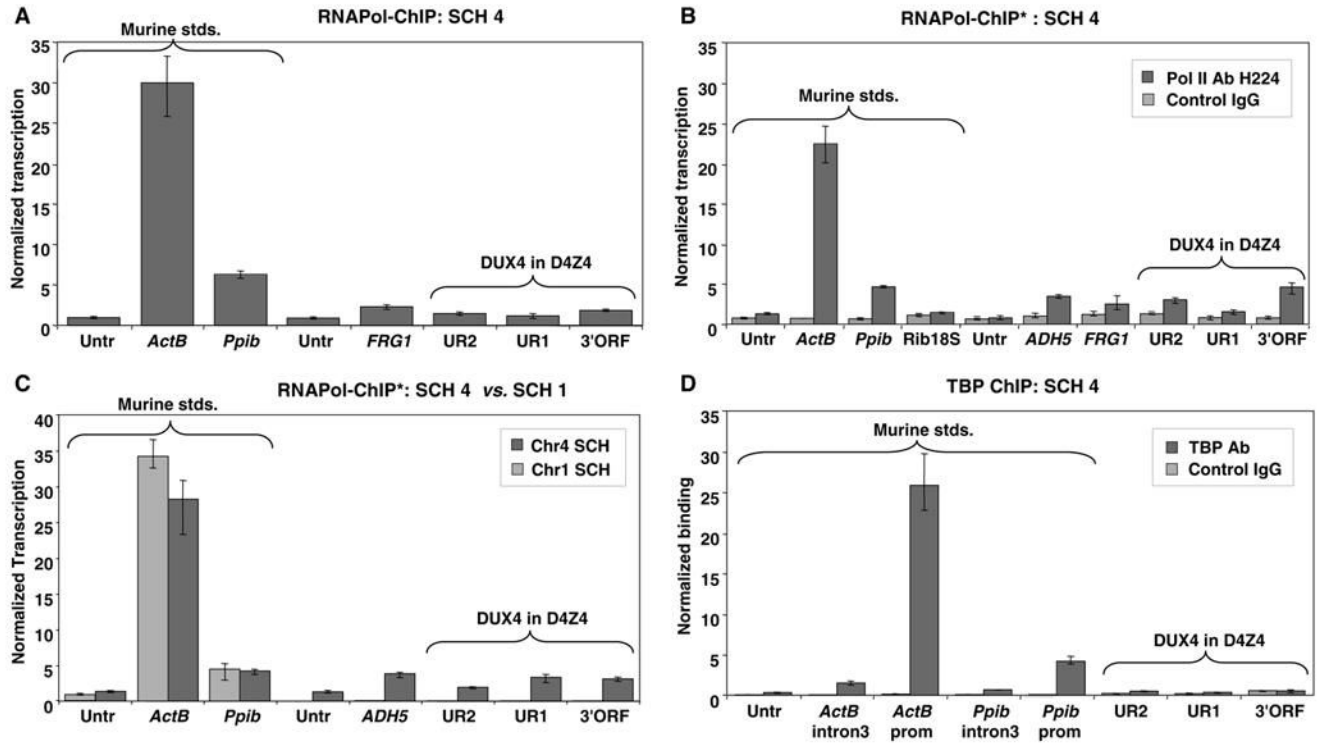 A
RNAPol-ChIP: SCH 4
Murine stds.
Normalized transcription
35
30
25
20
15
10
5
0
DUX4 in D4Z4
Untr ActB Ppib Untr FRG1 UR2 UR1 3'ORF
B
RNAPol-ChIP* : SCH 4
Pol II Ab H224
Control IgG
Murine stds.
Normalized transcription
35
30
25
20
15
10
5
0
DUX4 in D4Z4
Untr ActB Ppib Rib18S Untr ADH5 FRG1 UR2 UR1 3'ORF
C
RNAPol-ChIP*: SCH 4 vs. SCH 1
Murine stds.
Chr4 SCH
Chr1 SCH
Normalized Transcription
40
35
30
25
20
15
10
5
0
DUX4 in D4Z4
Untr ActB Ppib Untr ADH5 UR2 UR1 3'ORF
D
TBP ChIP: SCH 4
Murine stds.
TBP Ab
Control IgG
Normalized binding
35
30
25
20
15
10
5
0
DUX4 in D4Z4
Untr ActB ActB Ppib Ppib UR2 UR1 3'ORF
intron3 prom intron3 prom